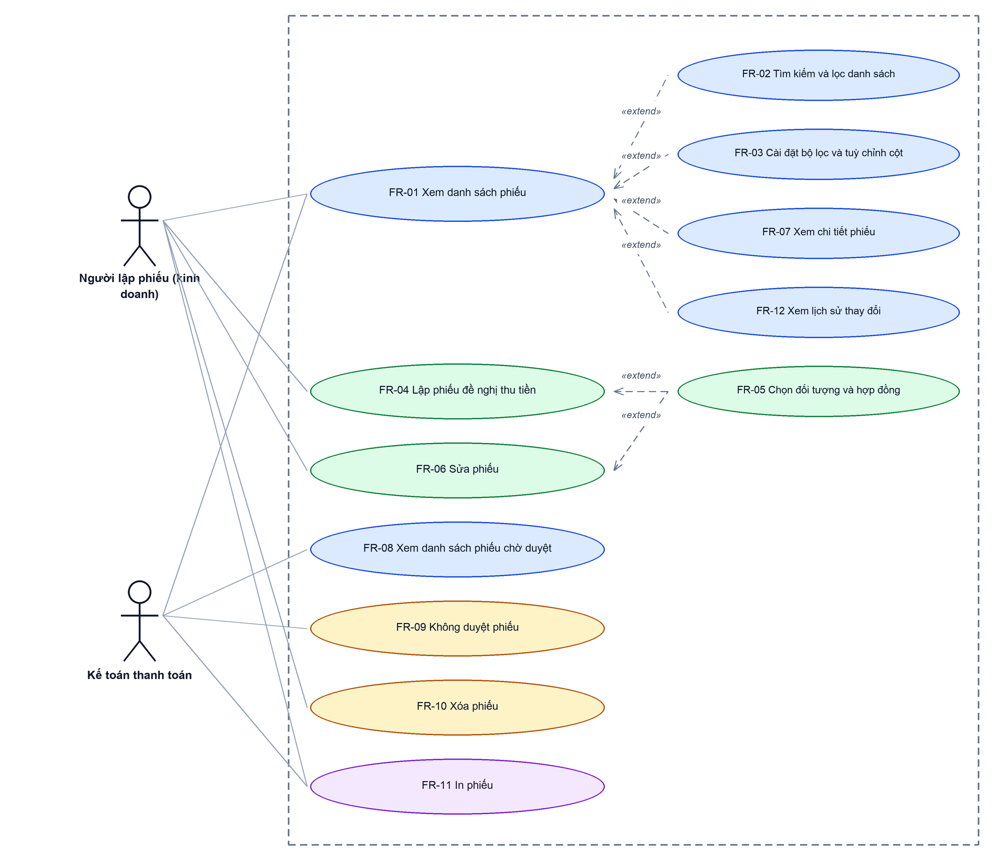 FR-02 Tìm kiếm và lọc danh sách
«extend»
FR-03 Cài đặt bộ lọc và tuỳ chỉnh cột
«extend»
FR-01 Xem danh sách phiếu
«extend»
FR-07 Xem chi tiết phiếu
«extend»
Người lập phiếu (kinh
doanh)
FR-12 Xem lịch sử thay đổi
«extend»
FR-04 Lập phiếu đề nghị thu tiền
FR-05 Chọn đối tượng và hợp đồng
«extend»
FR-06 Sửa phiếu
FR-08 Xem danh sách phiếu chờ duyệt
FR-09 Không duyệt phiếu
Kế toán thanh toán
FR-10 Xóa phiếu
FR-11 In phiếu